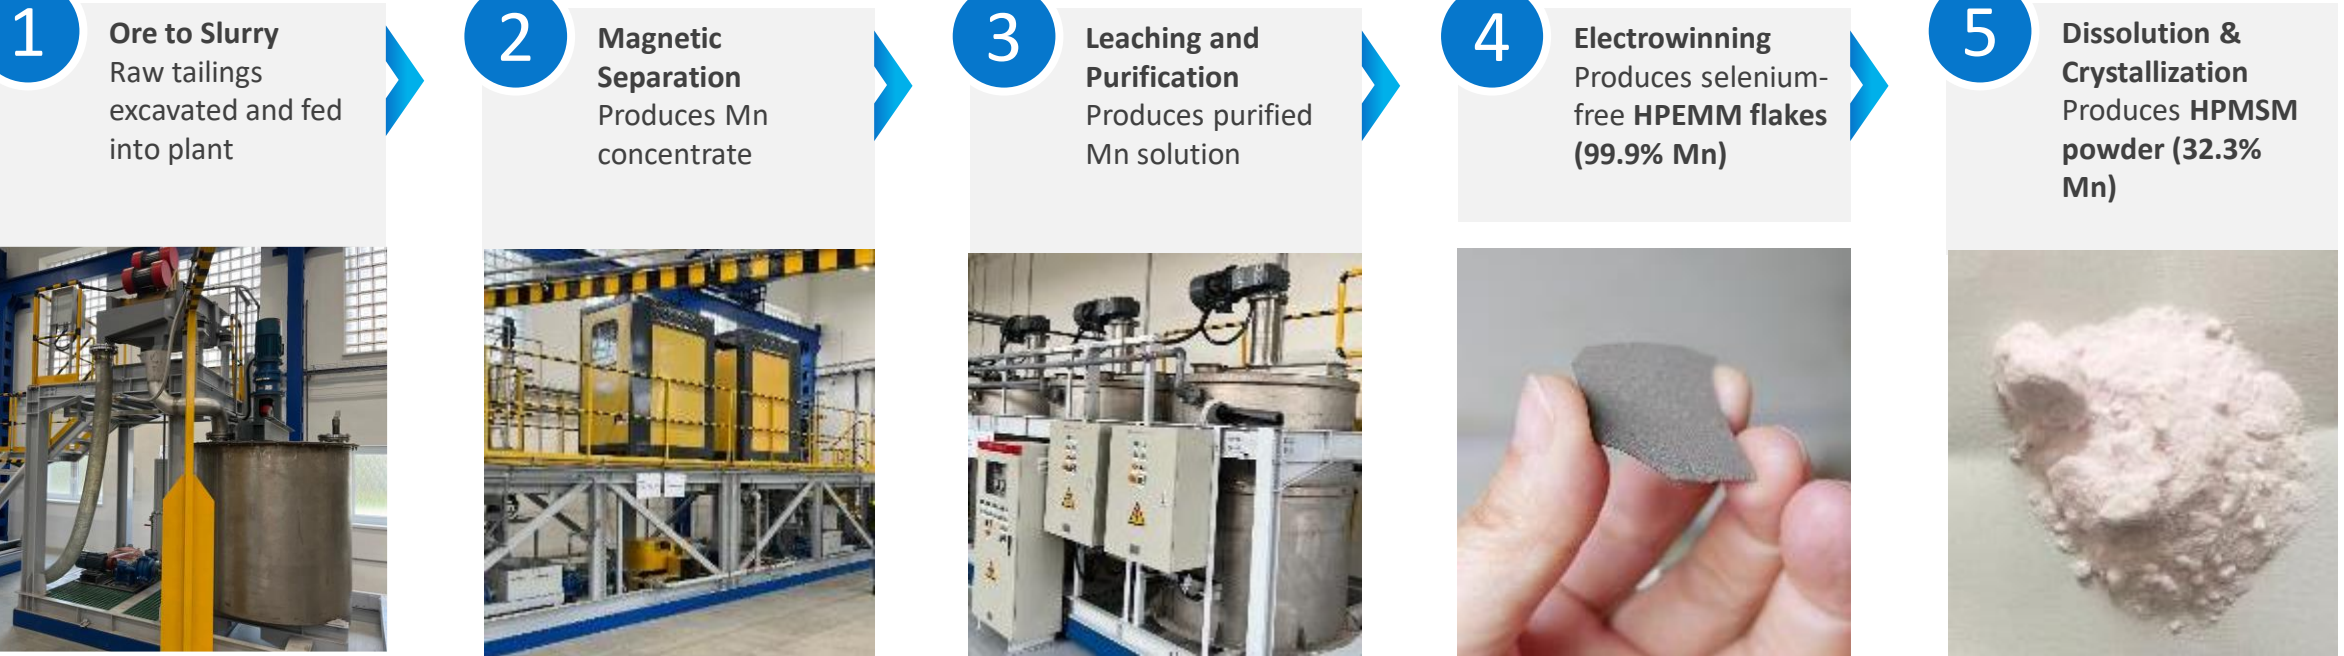 1
Ore to Slurry
Raw tailings
excavated and fed
into plant
2
Magnetic
Separation
Produces Mn
concentrate
3
Leaching and
Purification
Produces purified
Mn solution
4
Electrowinning
Produces selenium-
free HPEMM flakes
(99.9% Mn)
5
Dissolution &
Crystallization
Produces HPMSM
powder (32.3%
Mn)